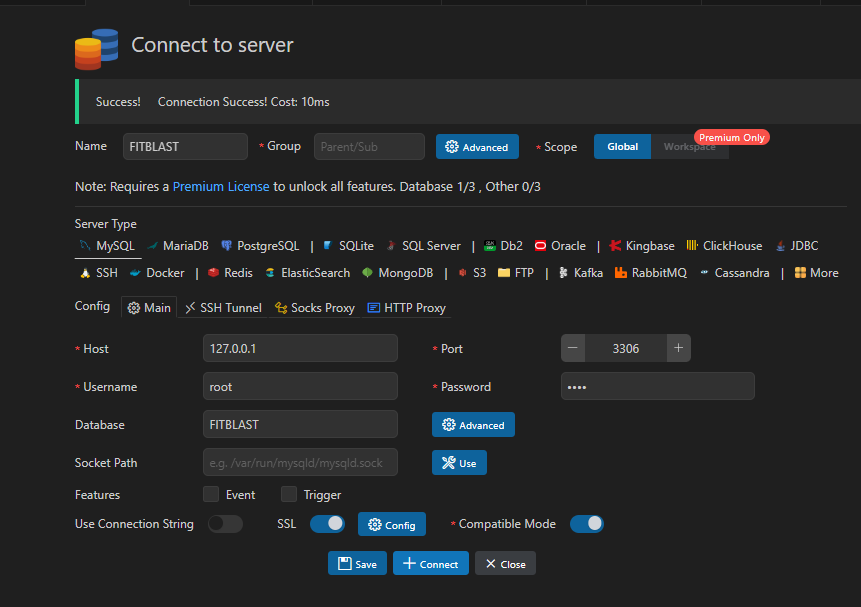 Connect to server
Success! Connection Success! Cost: 10ms
Name FITBLAST * Group Parent/Sub Advanced * Scope Global Workspace Premium Only
Note: Requires a Premium License to unlock all features. Database 1/3 , Other 0/3
Server Type
MySQL MariaDB PostgreSQL | SQLite SQL Server | Db2 Oracle | Kingbase ClickHouse JDBC
SSH Docker | Redis ElasticSearch MongoDB | S3 FTP | Kafka RabbitMQ Cassandra | More
Config Main SSH Tunnel Socks Proxy HTTP Proxy
* Host 127.0.0.1 * Port − 3306 +
* Username root * Password ••••
Database FITBLAST Advanced
Socket Path e.g. /var/run/mysqld/mysqld.sock Use
Features Event Trigger
Use Connection String SSL Config * Compatible Mode
Save Connect Close